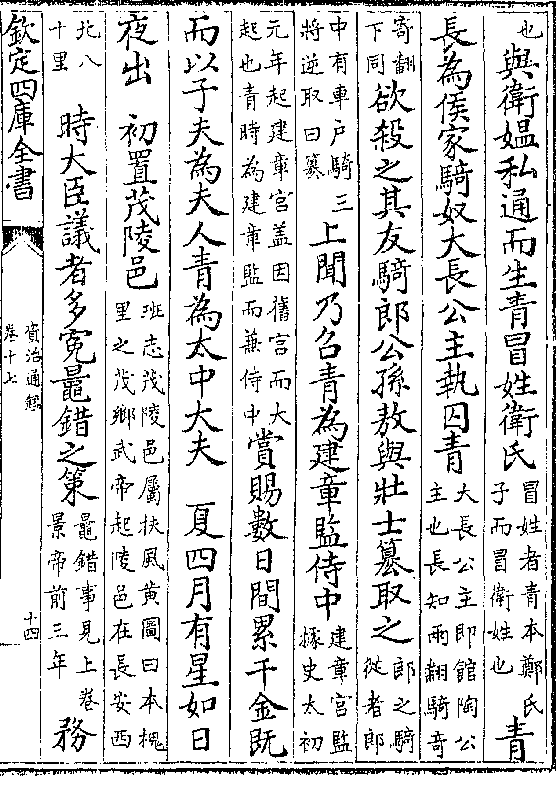 也與衛媪私通而生青冒姓衛氏冒姓者青本鄭氏子而冒衛姓也青
長為侯家騎奴大長公主執囚青大長公主即館陶公主也長知兩翻騎奇
寄翻下同欲殺之其友騎郎公孫敖與壯士簒取之郎之騎從者郎
中有車户騎三將逆取曰簒上聞乃召青為建章監侍中建章宫監據史太初
元年起建章宫盖因舊宫而大起也青時為建章監而兼侍中賞賜數日間累千金既
而以子夫為夫人青為太中大夫 夏四月有星如日
夜出 初置茂陵邑班志茂陵邑屬扶風黄圖曰本槐里之茂鄉武帝起陵邑在長安西
北八十里 時大臣議者多寃鼂錯之策鼂錯事見上卷景帝前三年務
欽定四庫全書
資治通鑑
卷十七
十四